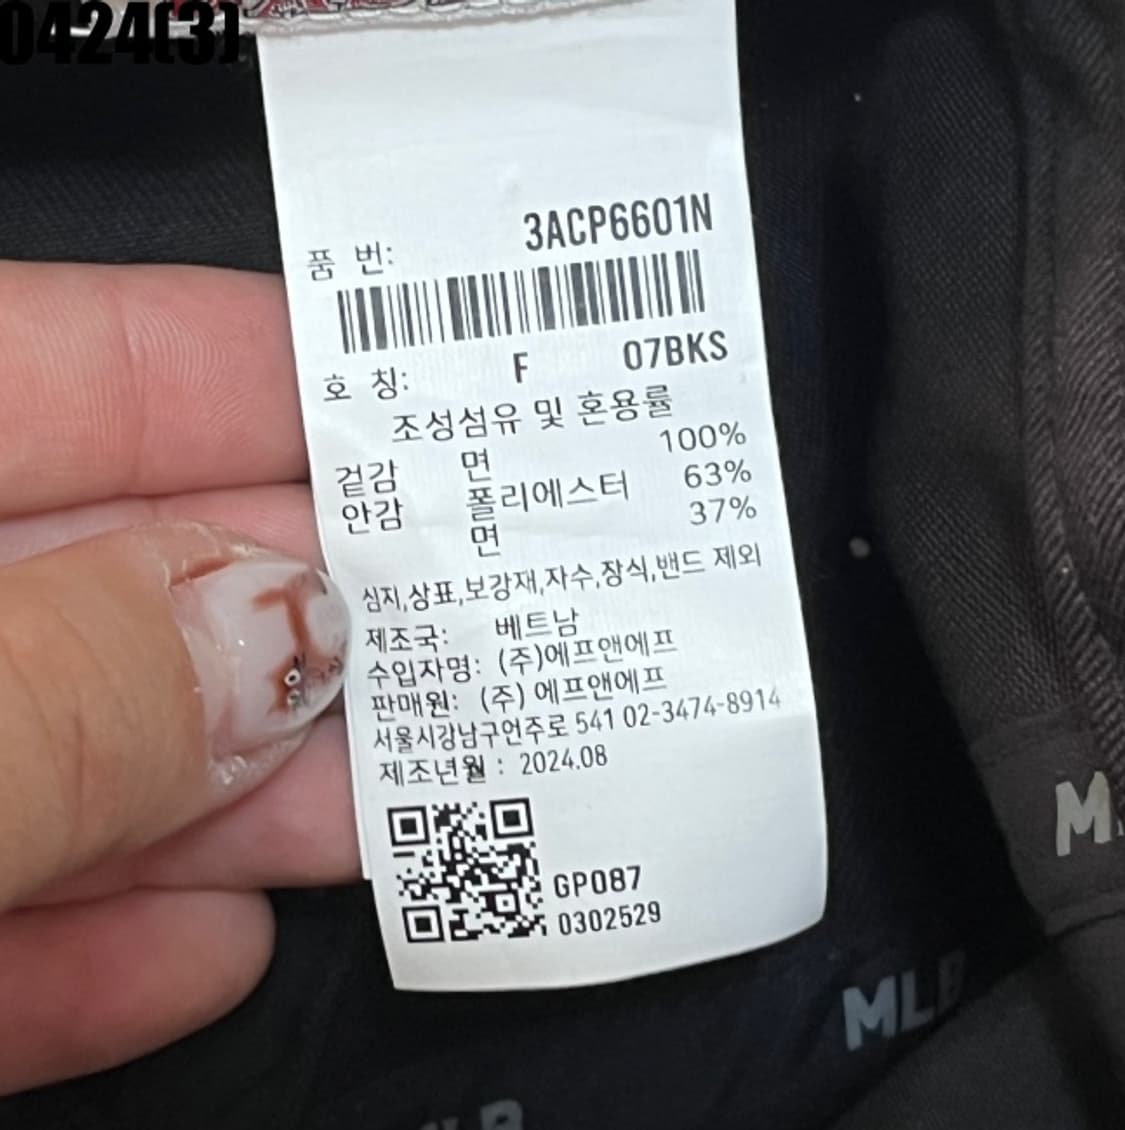 0424(3)
품 번: 3ACP6601N
호 칭: F 07BKS
조성섬유 및 혼용률
겉감 면 100%
안감 폴리에스터 63%
면 37%
심지,상표,보강재,자수,장식,밴드 제외
제조국: 베트남
수입자명: (주)에프앤에프
판매원: (주) 에프앤에프
서울시강남구언주로 541 02-3474-8914
제조년월 : 2024.08
GP087
0302529
MLB